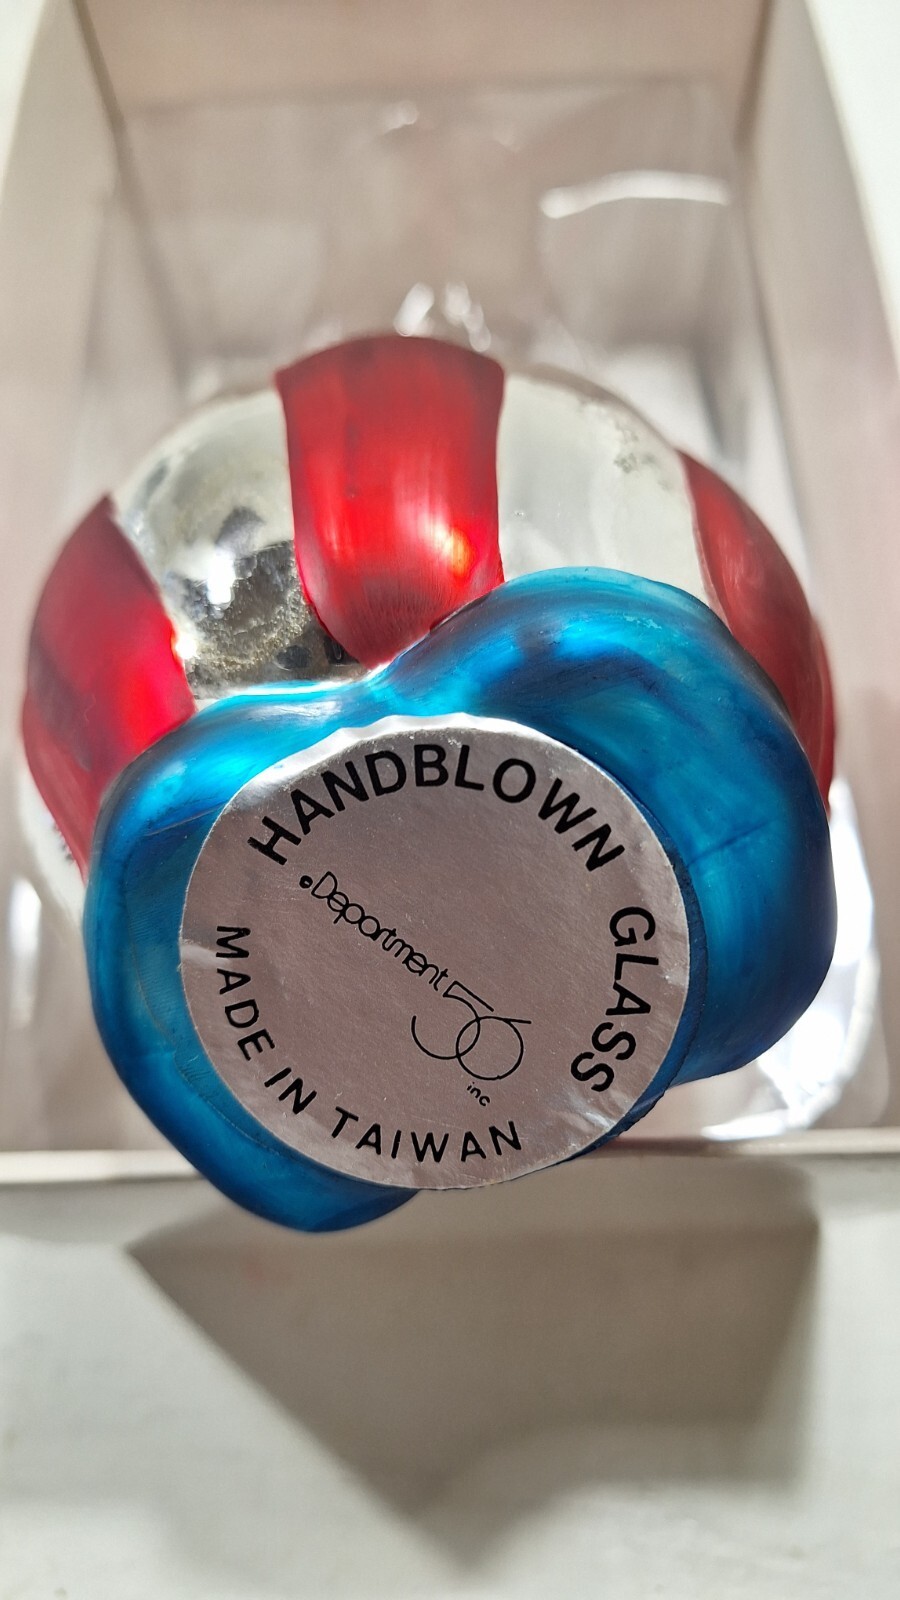 HANDBLOWN GLASS
Department 56
inc
MADE IN TAIWAN